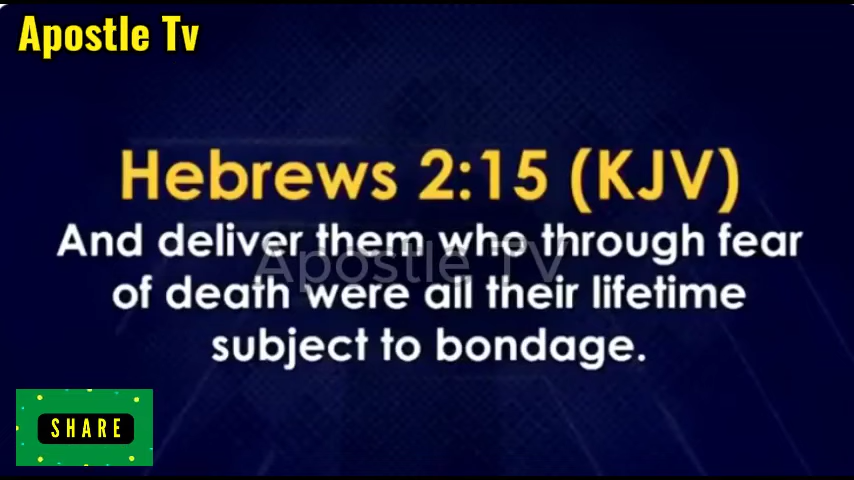 Apostle Tv
Hebrews 2:15 (KJV)
And deliver them who through fear
Apostle TV
of death were all their lifetime
subject to bondage.
SHARE